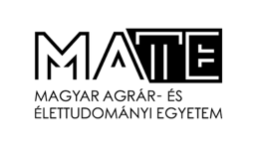 MATE
MAGYAR AGRÁR- ÉS
ÉLETTUDOMÁNYI EGYETEM